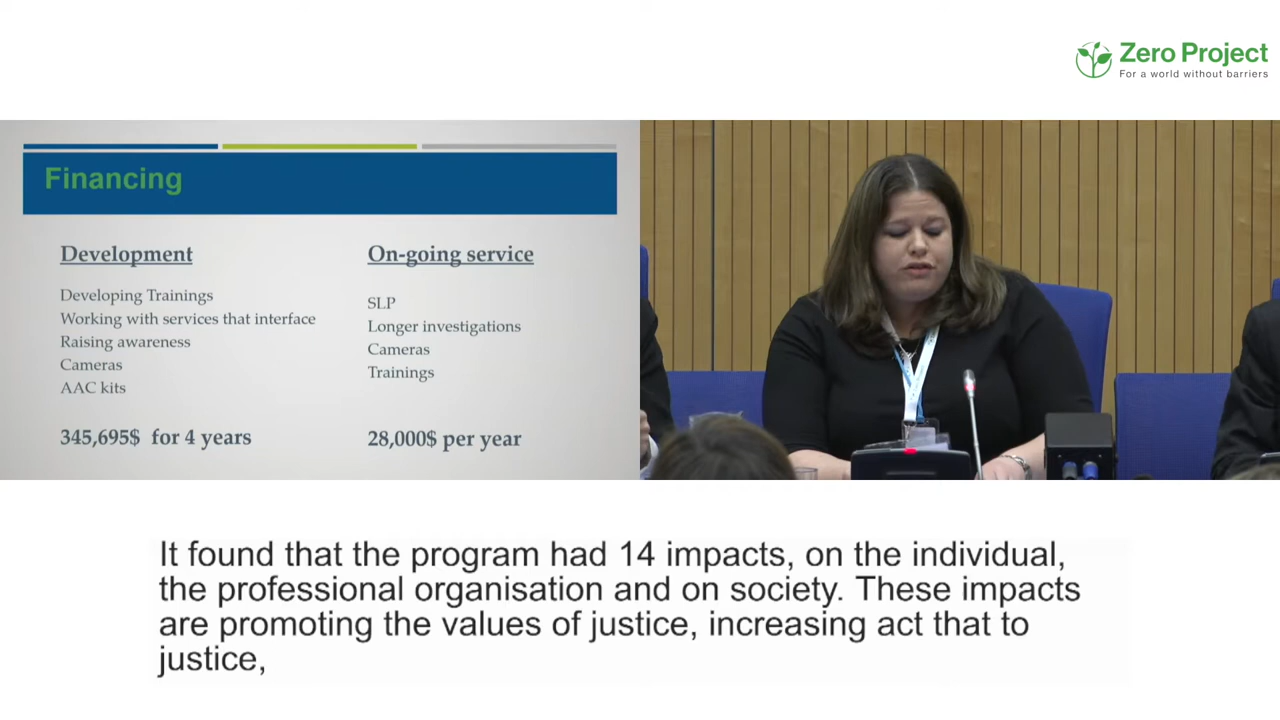 Zero Project
For a world without barriers
Financing
Development
Developing Trainings
Working with services that interface
Raising awareness
Cameras
AAC kits
345,695$ for 4 years
On-going service
SLP
Longer investigations
Cameras
Trainings
28,000$ per year
It found that the program had 14 impacts, on the individual,
the professional organisation and on society. These impacts
are promoting the values of justice, increasing act that to
justice,